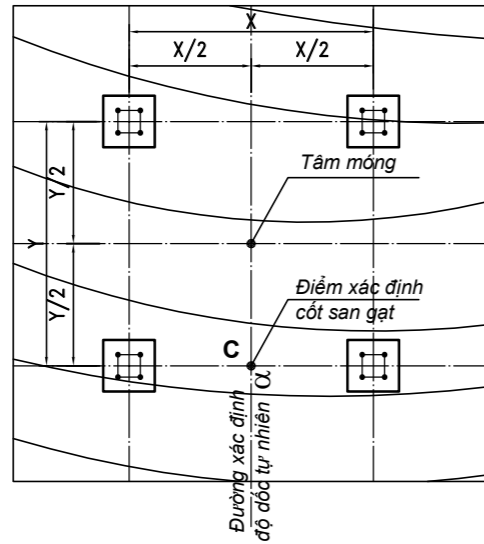 X
X/2
X/2
Y
Y/2
Y/2
Tâm móng
Điểm xác định
cốt san gạt
C
α
Đường xác định
độ dốc tự nhiên